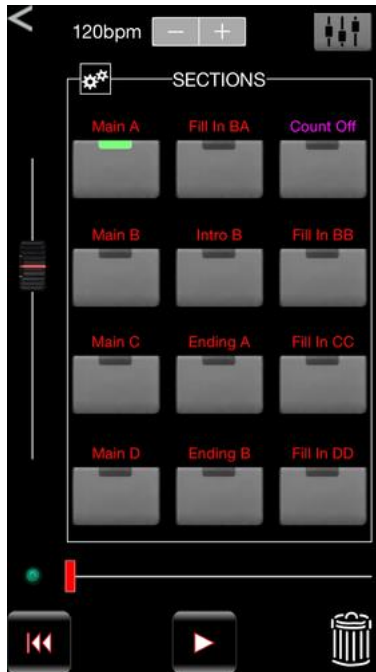 120bpm
SECTIONS
Main A Fill In BA Count Off
Main B Intro B Fill In BB
Main C Ending A Fill In CC
Main D Ending B Fill In DD